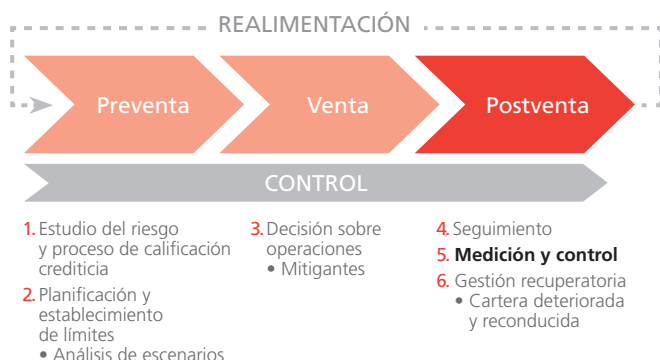 REALIMENTACIÓN
Preventa
Venta
Postventa
CONTROL
1. Estudio del riesgo
y proceso de calificación
crediticia
2. Planificación y
establecimiento
de límites
• Análisis de escenarios
3. Decisión sobre
operaciones
• Mitigantes
4. Seguimiento
5. Medición y control
6. Gestión recuperatoria
• Cartera deteriorada
y reconducida